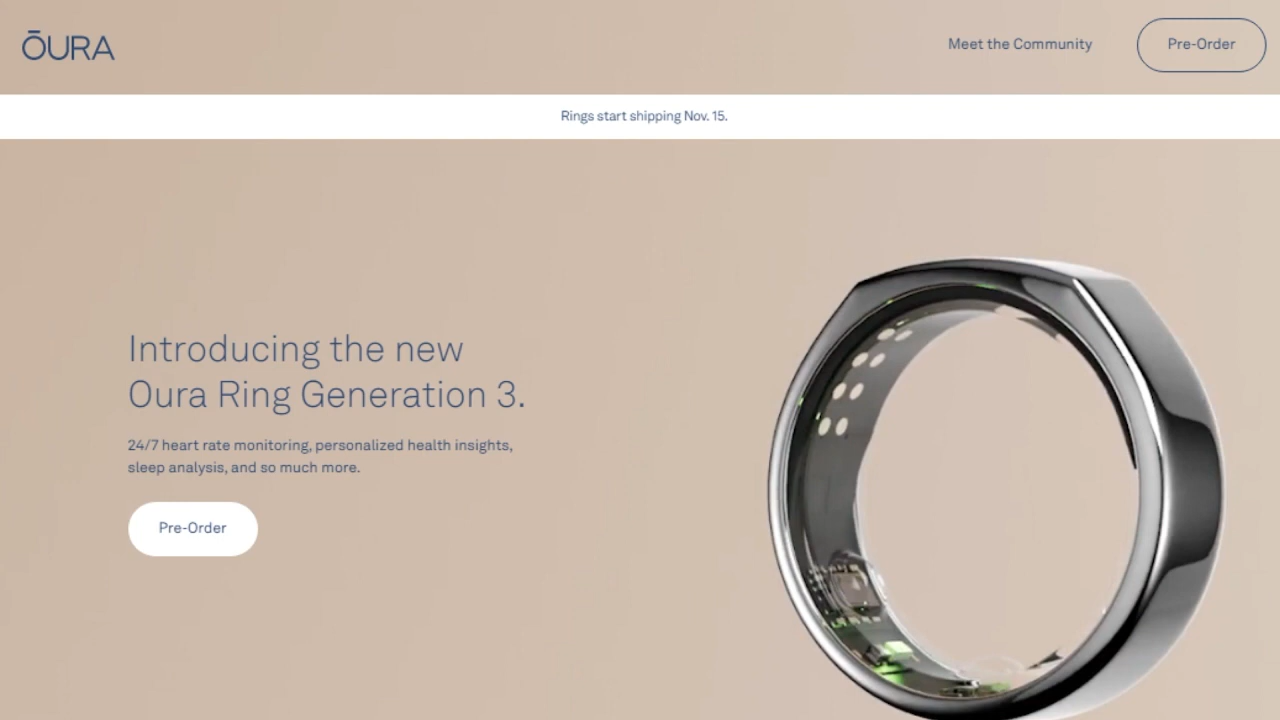 ŌURA
Meet the Community
Pre-Order
Rings start shipping Nov. 15.
Introducing the new
Oura Ring Generation 3.
24/7 heart rate monitoring, personalized health insights,
sleep analysis, and so much more.
Pre-Order